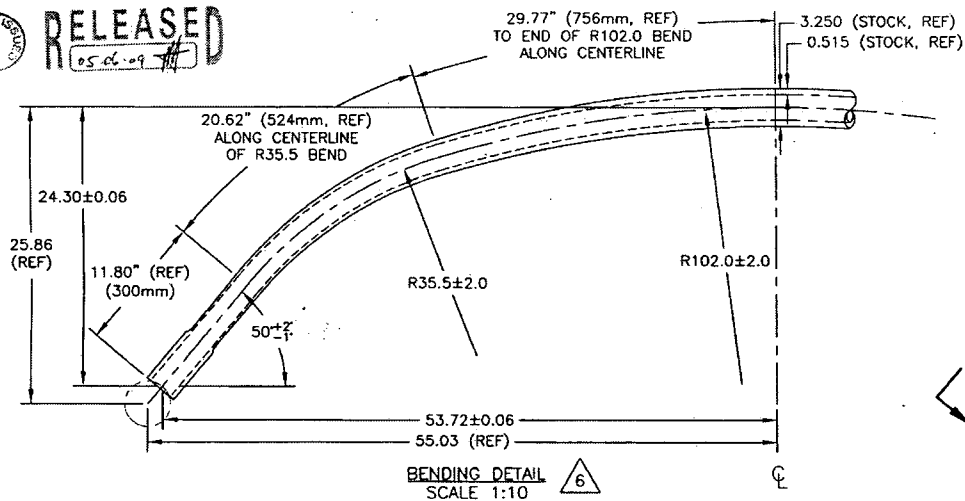 ISSUED
RELEASED
05.06.09
29.77" (756mm, REF)
TO END OF R102.0 BEND
ALONG CENTERLINE
3.250 (STOCK, REF)
0.515 (STOCK, REF)
20.62" (524mm, REF)
ALONG CENTERLINE
OF R35.5 BEND
24.30±0.06
25.86
(REF)
11.80" (REF)
(300mm)
R35.5±2.0
R102.0±2.0
50°+2°
-1°
53.72±0.06
55.03 (REF)
BENDING DETAIL
SCALE 1:10
6
℄